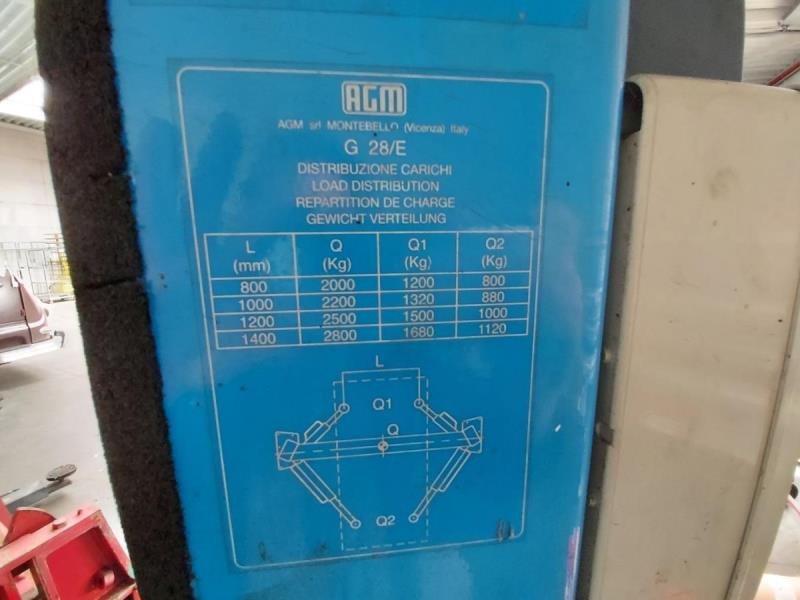 AGM
AGM srl MONTEBELLO (Vicenza) Italy
G 28/E
DISTRIBUZIONE CARICHI
LOAD DISTRIBUTION
REPARTITION DE CHARGE
GEWICHT VERTEILUNG
L Q Q1 Q2
(mm) (Kg) (Kg) (Kg)
800 2000 1200 800
1000 2200 1320 880
1200 2500 1500 1000
1400 2800 1680 1120
L
Q1
Q
Q2